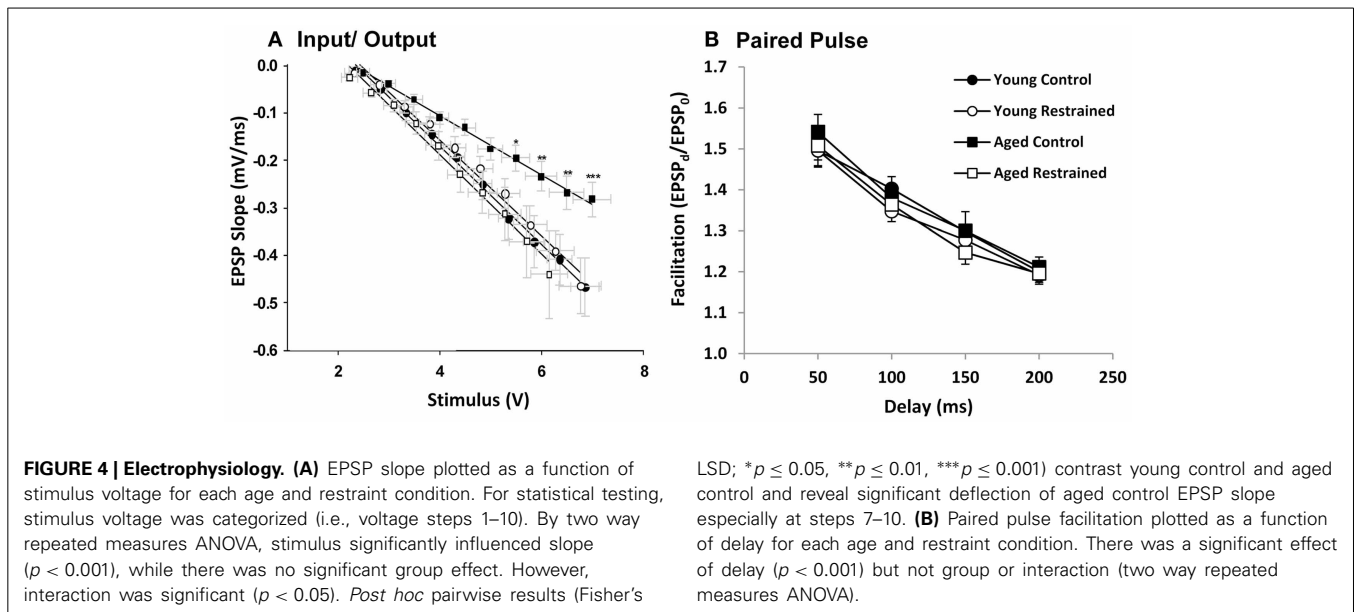 A Input/ Output
0.0
-0.1
-0.2
-0.3
-0.4
-0.5
-0.6
EPSP Slope (mV/ms)
* ** ** ***
2 4 6 8
Stimulus (V)
B Paired Pulse
1.7
1.6
1.5
1.4
1.3
1.2
1.1
1.0
Facilitation (EPSPd/EPSP0)
Young Control
Young Restrained
Aged Control
Aged Restrained
0 50 100 150 200 250
Delay (ms)
FIGURE 4 | Electrophysiology. (A) EPSP slope plotted as a function of
stimulus voltage for each age and restraint condition. For statistical testing,
stimulus voltage was categorized (i.e., voltage steps 1–10). By two way
repeated measures ANOVA, stimulus significantly influenced slope
(p < 0.001), while there was no significant group effect. However,
interaction was significant (p < 0.05). Post hoc pairwise results (Fisher's
LSD; *p ≤ 0.05, **p ≤ 0.01, ***p ≤ 0.001) contrast young control and aged
control and reveal significant deflection of aged control EPSP slope
especially at steps 7–10. (B) Paired pulse facilitation plotted as a function
of delay for each age and restraint condition. There was a significant effect
of delay (p < 0.001) but not group or interaction (two way repeated
measures ANOVA).